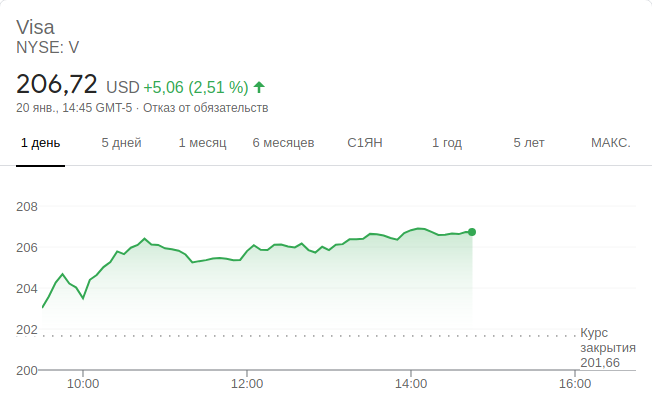 Visa
NYSE: V
206,72 USD +5,06 (2,51 %)
20 янв., 14:45 GMT-5 · Отказ от обязательств
1 день 5 дней 1 месяц 6 месяцев С1ЯН 1 год 5 лет МАКС.
208
206
204
202
Курс
закрытия
201,66
200
10:00 12:00 14:00 16:00